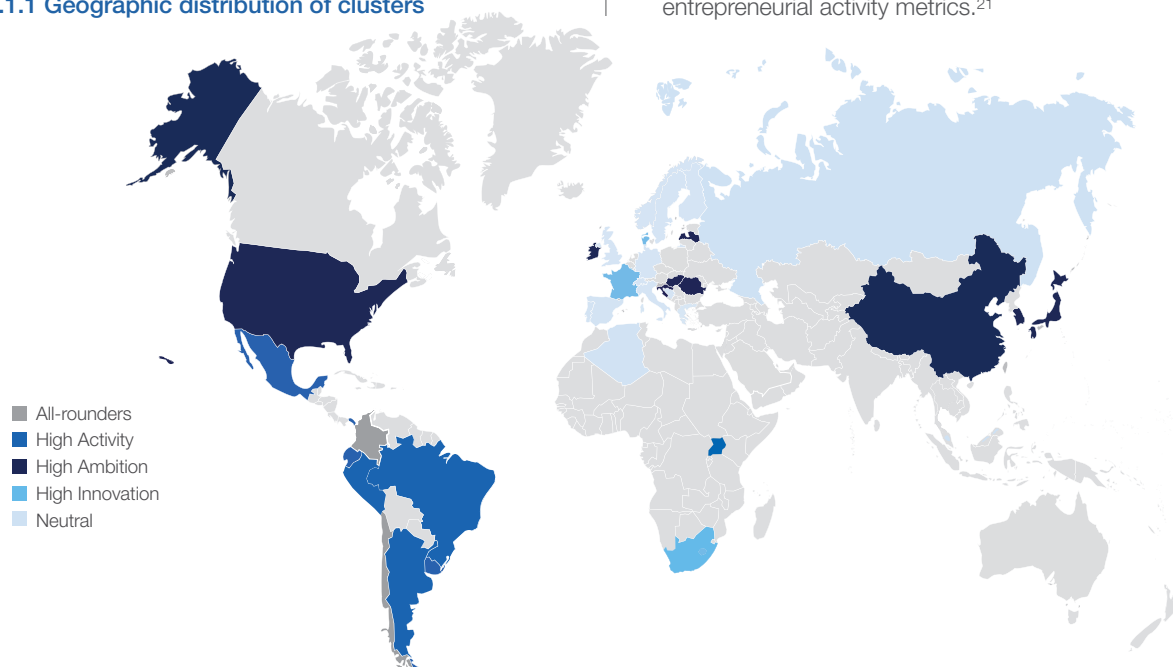 .1.1 Geographic distribution of clusters
entrepreneurial activity metrics.²¹
All-rounders
High Activity
High Ambition
High Innovation
Neutral